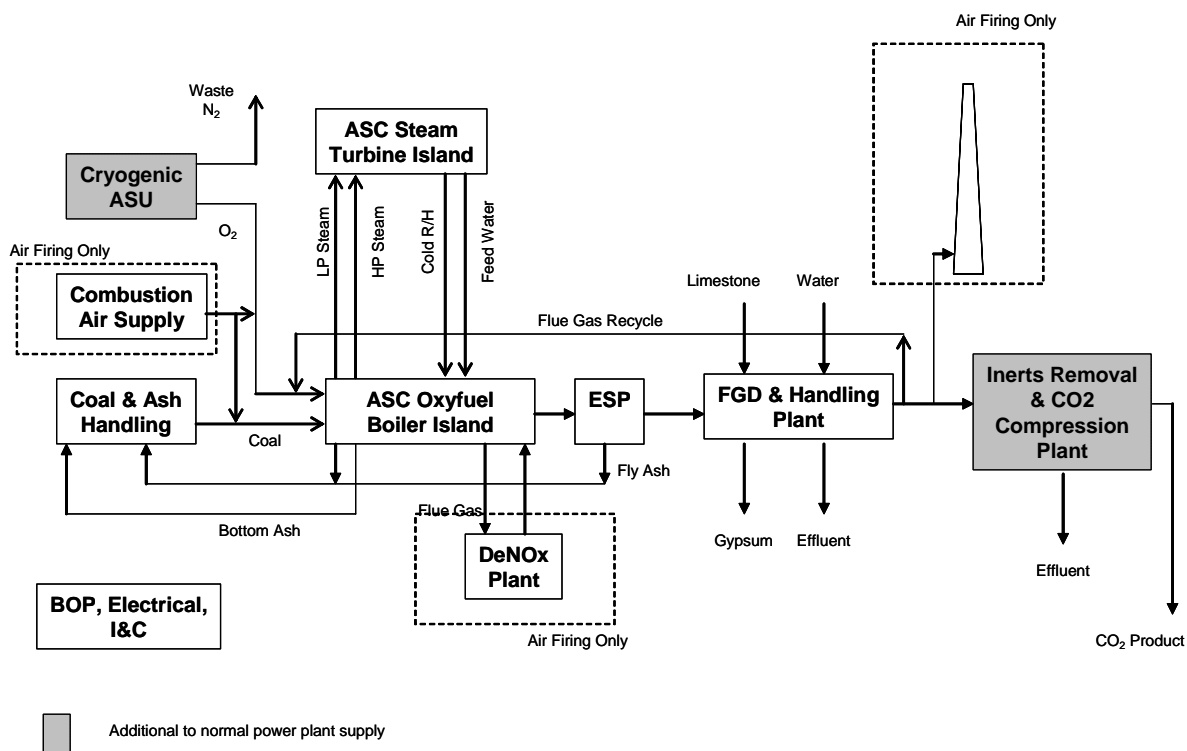 Air Firing Only
Waste
N₂
ASC Steam
Turbine Island
Cryogenic
ASU
O₂
LP Steam
HP Steam
Cold R/H
Feed Water
Air Firing Only
Combustion
Air Supply
Limestone
Water
Flue Gas Recycle
Coal & Ash
Handling
Coal
ASC Oxyfuel
Boiler Island
ESP
FGD & Handling
Plant
Inerts Removal
& CO2
Compression
Plant
Fly Ash
Bottom Ash
Flue Gas
DeNOx
Plant
Air Firing Only
Gypsum
Effluent
Effluent
CO₂ Product
BOP, Electrical,
I&C
Additional to normal power plant supply